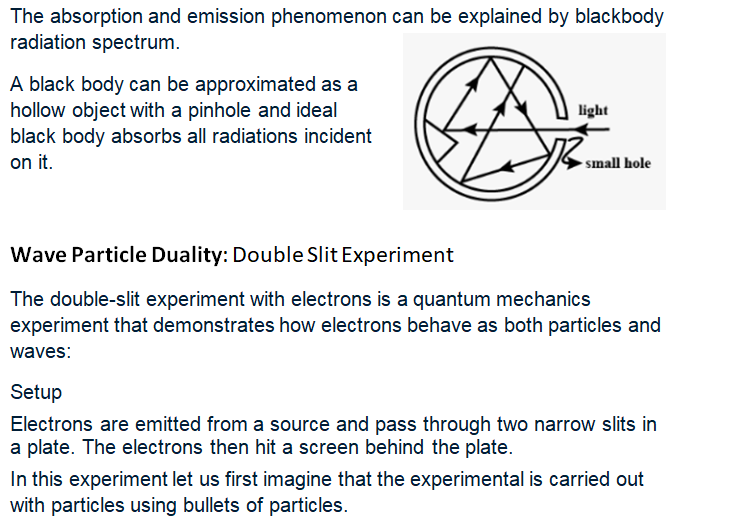 The absorption and emission phenomenon can be explained by blackbody
radiation spectrum.
A black body can be approximated as a
hollow object with a pinhole and ideal
black body absorbs all radiations incident
on it.
light
small hole
Wave Particle Duality: Double Slit Experiment
The double-slit experiment with electrons is a quantum mechanics
experiment that demonstrates how electrons behave as both particles and
waves:
Setup
Electrons are emitted from a source and pass through two narrow slits in
a plate. The electrons then hit a screen behind the plate.
In this experiment let us first imagine that the experimental is carried out
with particles using bullets of particles.